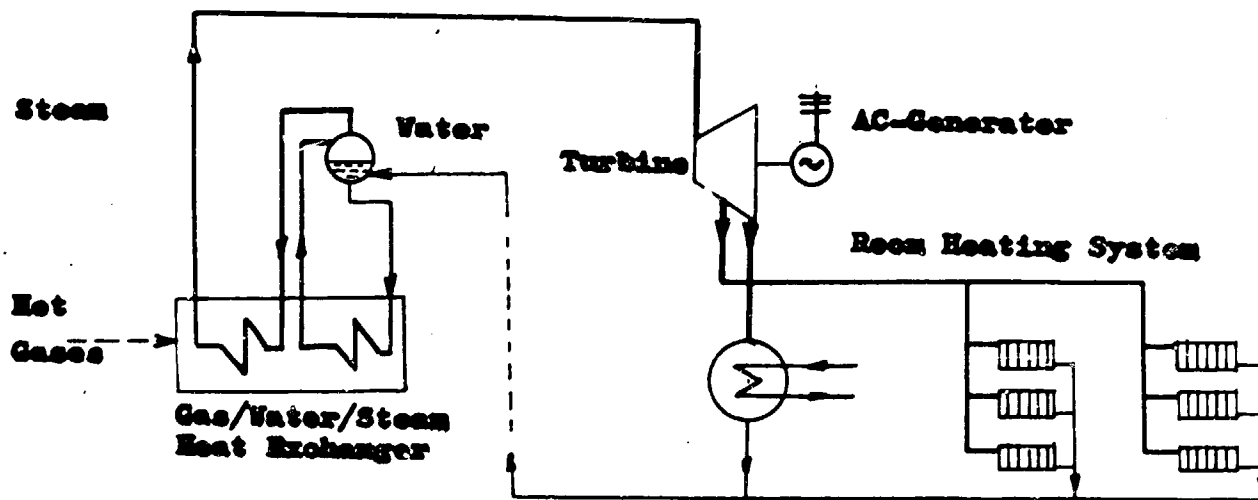 Steam
Water
AC-Generator
Turbine
Room Heating System
Hot
Gases
Gas/Water/Steam
Heat Exchanger